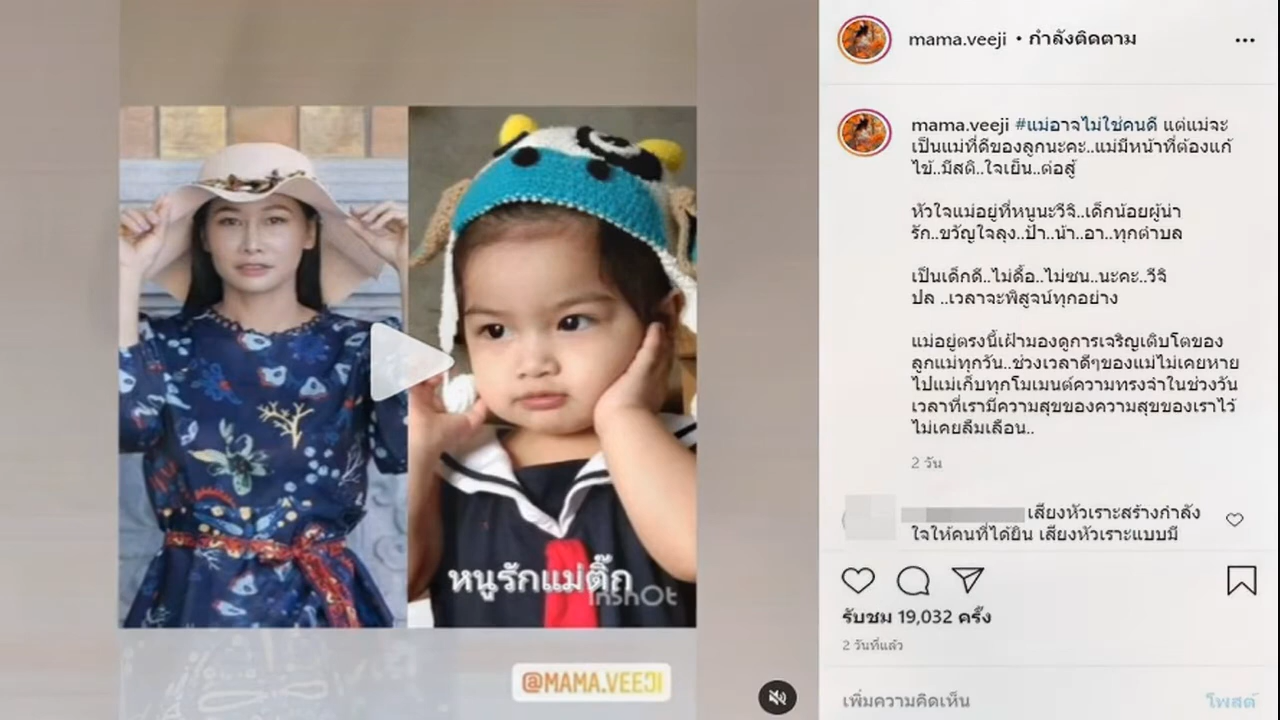 mama.veeji • กำลังติดตาม
mama.veeji #แม่อาจไม่ใช่คนดี แต่แม่จะ
เป็นแม่ที่ดีของลูกนะคะ..แม่มีหน้าที่ต้องแก้
ไข้..มีสติ..ใจเย็น..ต่อสู้
หัวใจแม่อยู่ที่หนูนะวีจิ..เด็กน้อยผู้น่า
รัก..ขวัญใจลุง..ป้า..น้า..อา..ทุกตำบล
เป็นเด็กดี..ไม่ดื้อ..ไม่ซน..นะคะ..วีจิ
ปล ..เวลาจะพิสูจน์ทุกอย่าง
แม่อยู่ตรงนี้เฝ้ามองดูการเจริญเติบโตของ
ลูกแม่ทุกวัน..ช่วงเวลาดีๆของแม่ไม่เคยหาย
ไปแม่เก็บทุกโมเมนต์ความทรงจำในช่วงวัน
เวลาที่เรามีความสุขของความสุขของเราไว้
ไม่เคยลืมเลือน..
2 วัน
เสียงหัวเราะสร้างกำลัง
ใจให้คนที่ได้ยิน เสียงหัวเราะแบบมี
รับชม 19,032 ครั้ง
2 วันที่แล้ว
เพิ่มความคิดเห็น โพสต์
หนูรักแม่ติ๊ก
InShOt
@MAMA.VEEJI